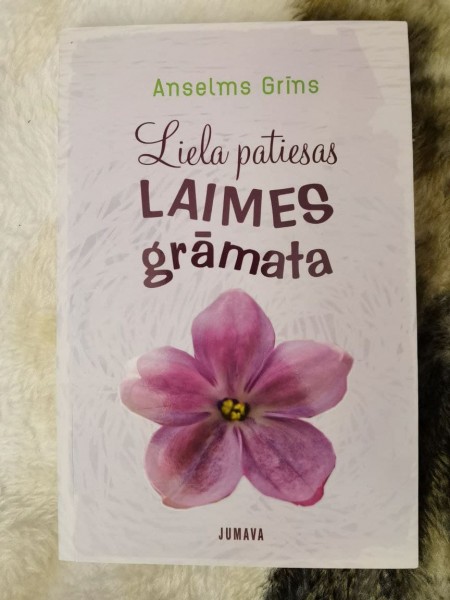 Anselms Grīns
Liela patiesas
LAIMES
grāmata
JUMAVA